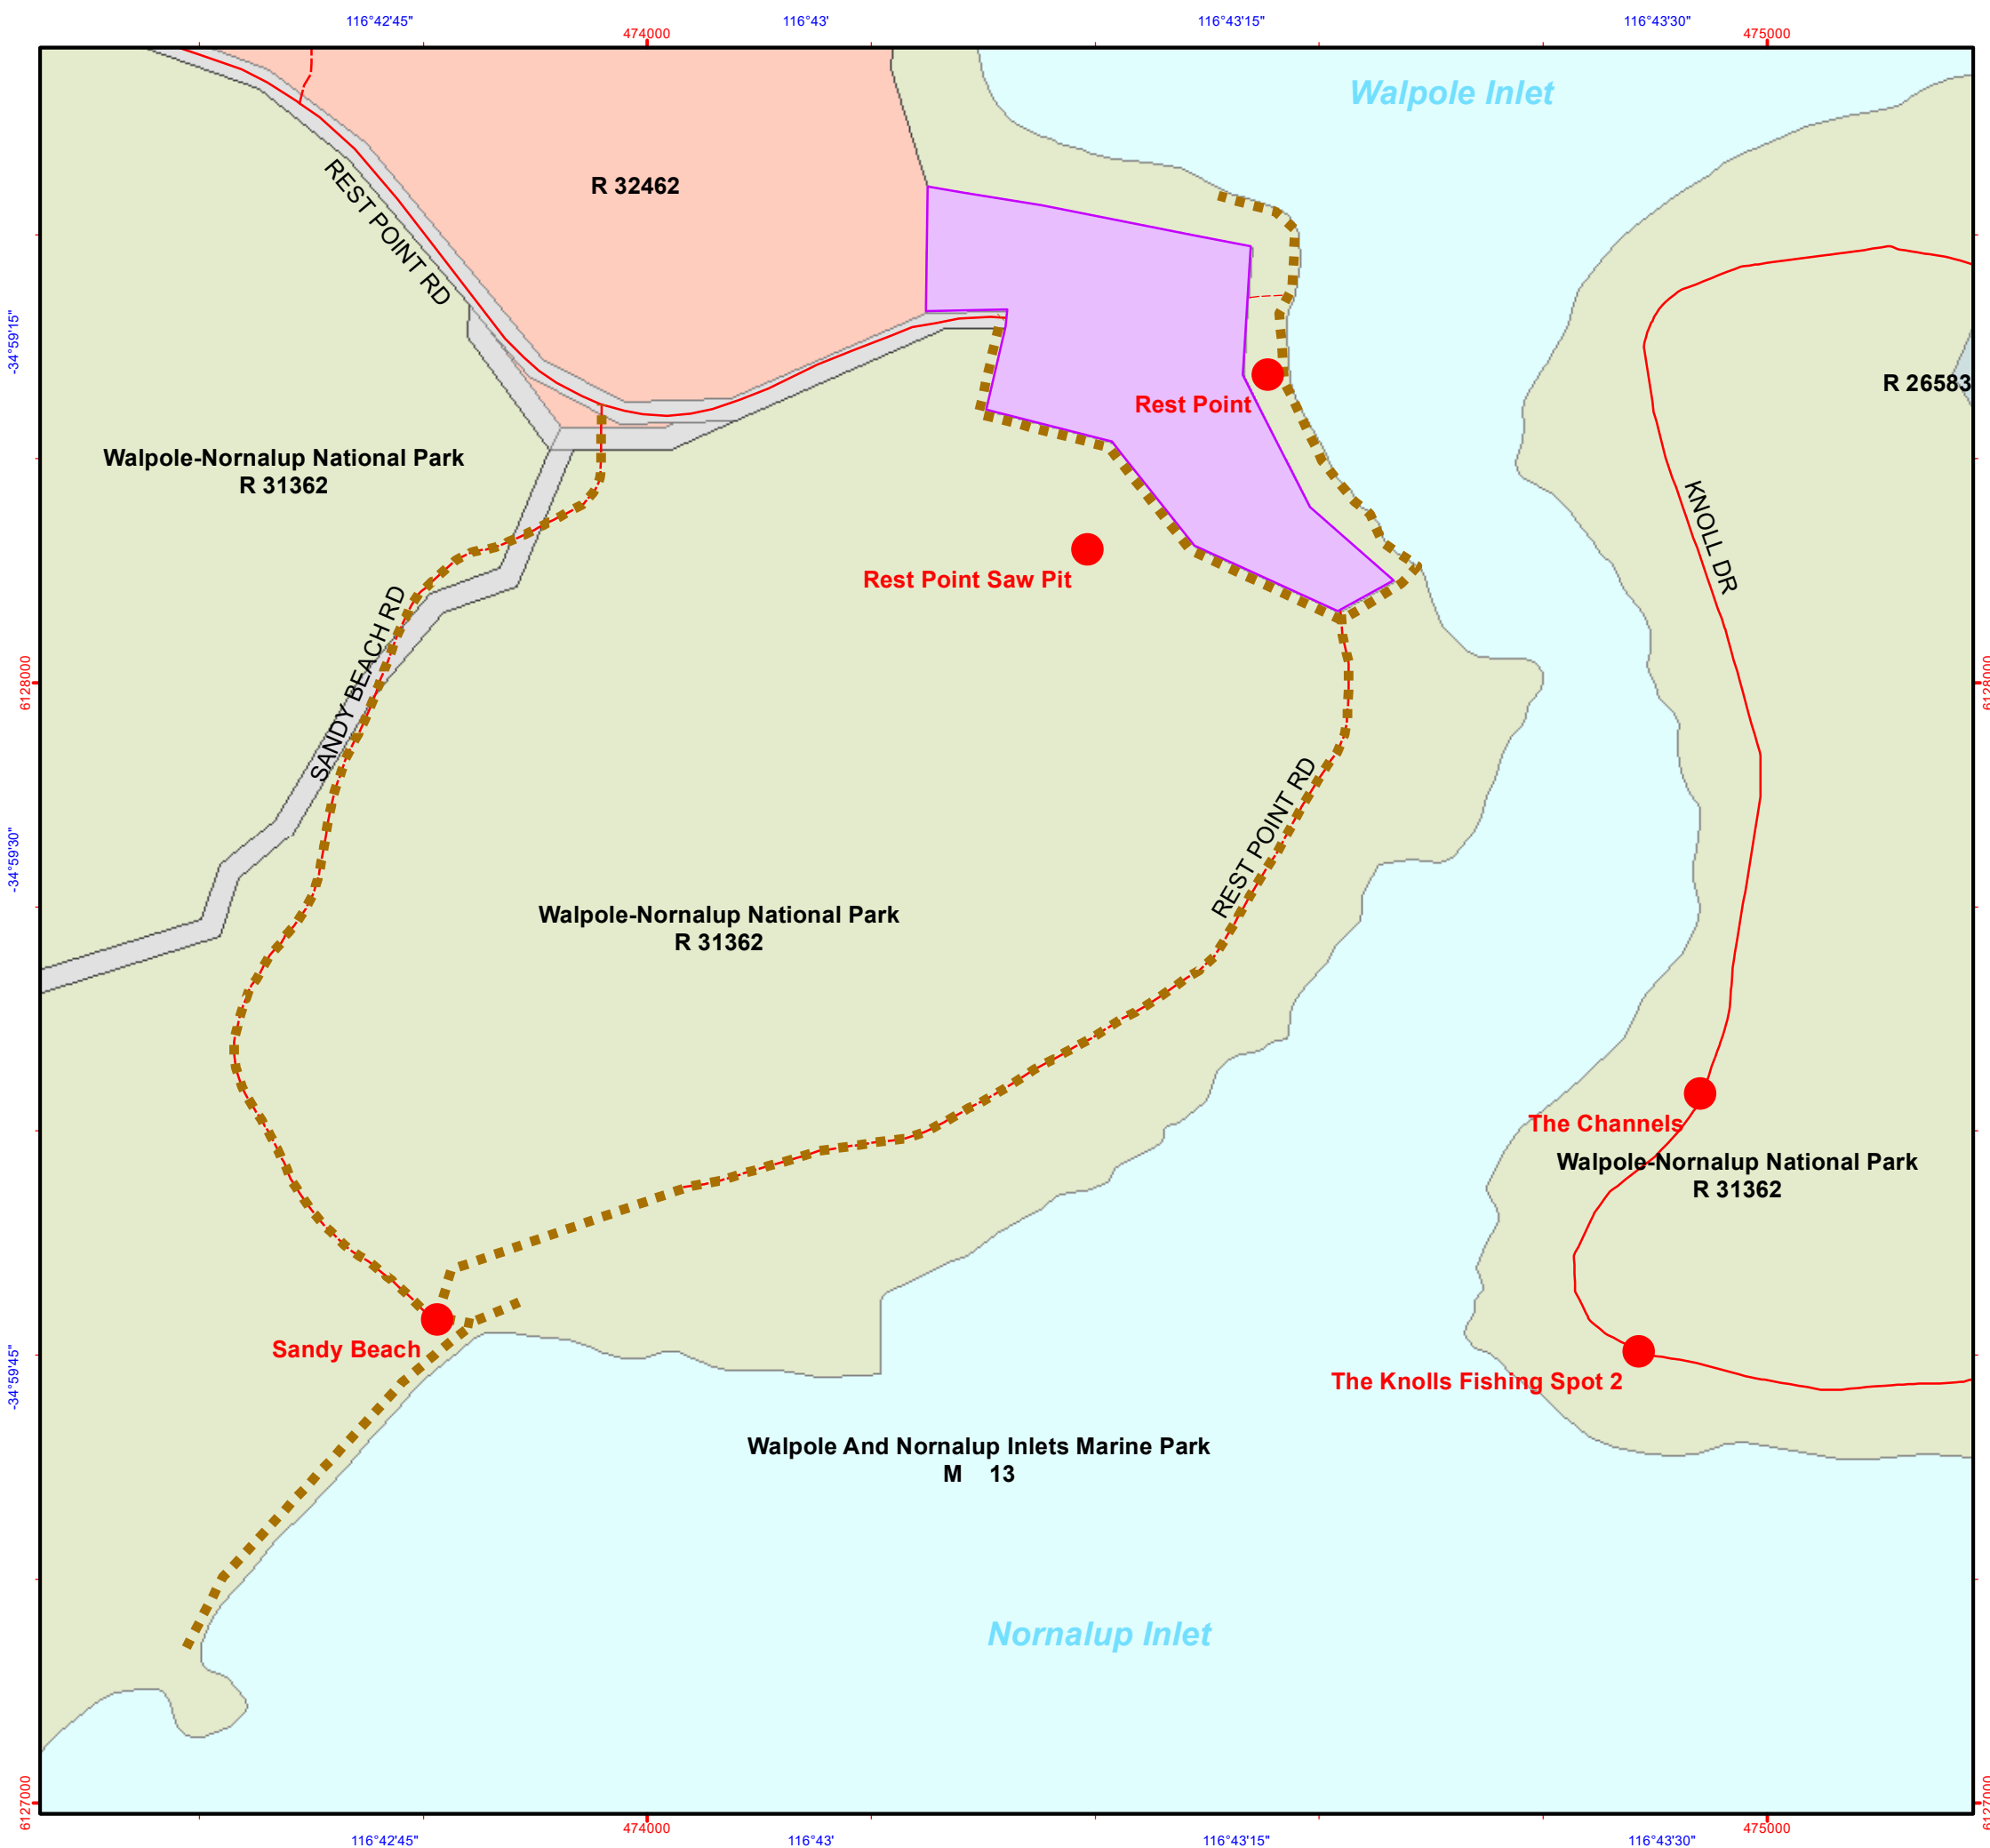 116°42'45"
116°43'
116°43'15"
116°43'30"
474000
475000
Walpole Inlet
R 32462
REST POINT RD
-34°59'15"
R 26583
Rest Point
Walpole-Nornalup National Park
R 31362
KNOLL DR
Rest Point Saw Pit
SANDY BEACH RD
6128000
6128000
REST POINT RD
-34°59'30"
Walpole-Nornalup National Park
R 31362
The Channels
Walpole-Nornalup National Park
R 31362
Sandy Beach
-34°59'45"
The Knolls Fishing Spot 2
Walpole And Nornalup Inlets Marine Park
M 13
Nornalup Inlet
6127000
6127000
474000
475000
116°42'45"
116°43'
116°43'15"
116°43'30"